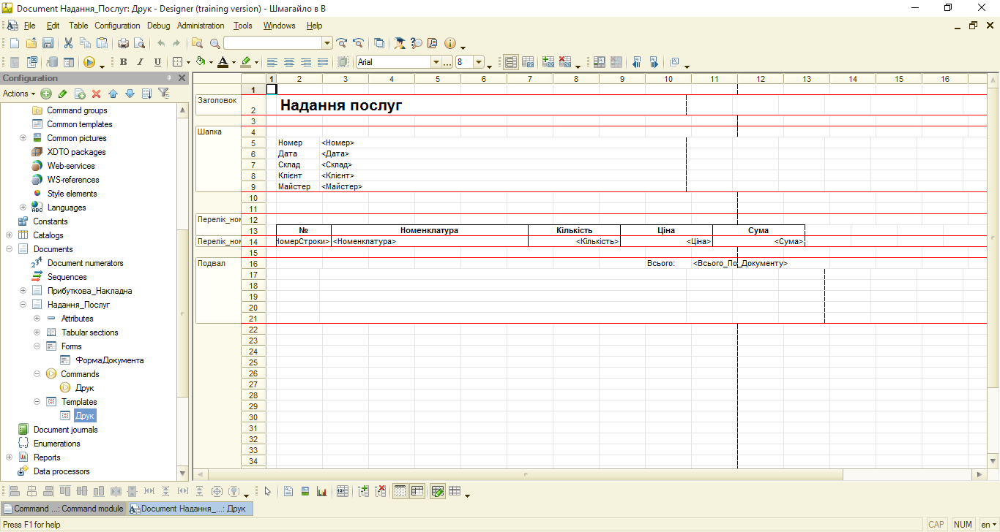 Document Надання_Послуг: Друк - Designer (training version) - Шмагайло в В
File Edit Table Configuration Debug Administration Tools Windows Help
B I U A Arial 8
Configuration
Actions
Command groups
Common templates
Common pictures
XDTO packages
Web-services
WS-references
Style elements
Languages
Constants
Catalogs
Documents
Document numerators
Sequences
Прибуткова_Накладна
Надання_Послуг
Attributes
Tabular sections
Forms
ФормаДокумента
Commands
Друк
Templates
Друк
Document journals
Enumerations
Reports
Data processors
1 2 3 4 5 6 7 8 9 10 11 12 13 14 15 16
1
Заголовок 2 Надання послуг
3
Шапка 4
5 Номер <Номер>
6 Дата <Дата>
7 Склад <Склад>
8 Клієнт <Клієнт>
9 Майстер <Майстер>
10
11
Перелік_но 12
13 № Номенклатура Кількість Ціна Сума
Перелік_но 14 НомерСтроки> <Номенклатура> <Кількість> <Ціна> <Сума>
15
Подвал 16 Всього: <Всього_По_Документу>
17
18
19
20
21
22
23
24
25
26
27
28
29
30
31
32
33
34
Command ...: Command module Document Надання_...: Друк
Press F1 for help CAP NUM en